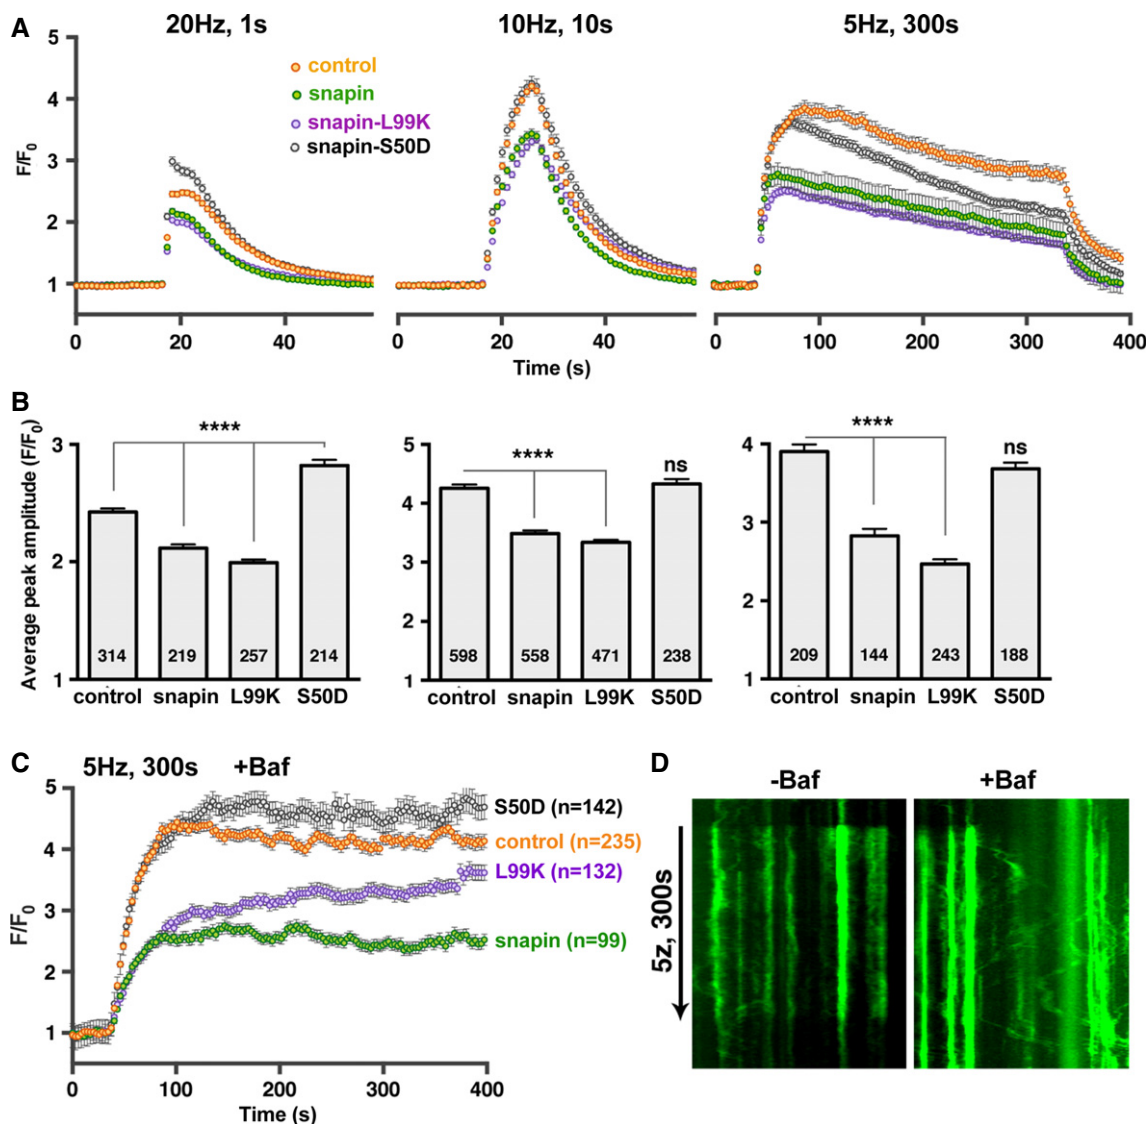 A
20Hz, 1s
10Hz, 10s
5Hz, 300s
control
snapin
snapin-L99K
snapin-S50D
F/F0
5
4
3
2
1
0 20 40
0 20 40
0 100 200 300 400
Time (s)
B
Average peak amplitude (F/F0)
3
2
1
****
314 219 257 214
control snapin L99K S50D
5
4
3
2
1
****
ns
598 558 471 238
control snapin L99K S50D
4
3
2
1
****
ns
209 144 243 188
control snapin L99K S50D
C
5Hz, 300s +Baf
F/F0
5
4
3
2
1
S50D (n=142)
control (n=235)
L99K (n=132)
snapin (n=99)
0 100 200 300 400
Time (s)
D
-Baf +Baf
5z, 300s